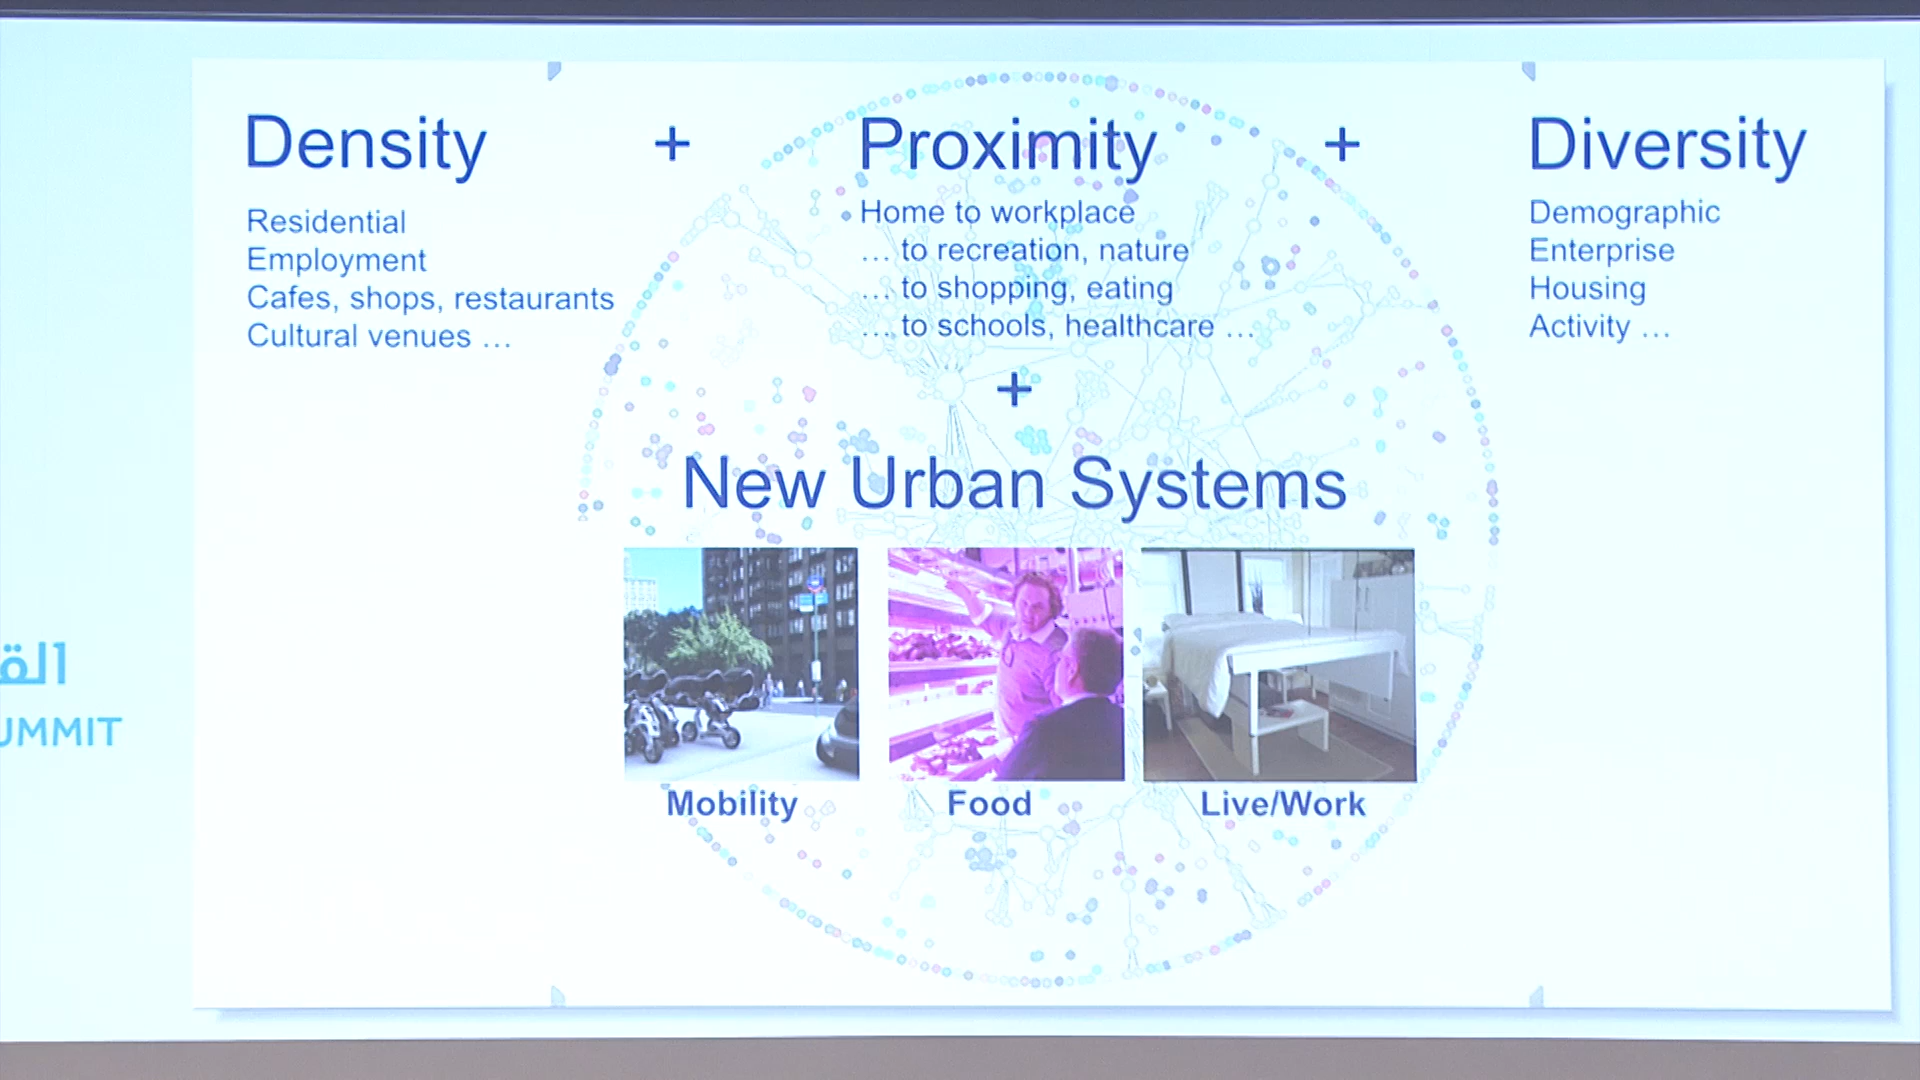 Density + Proximity + Diversity
Residential
Employment
Cafes, shops, restaurants
Cultural venues …
Home to workplace
… to recreation, nature
… to shopping, eating
… to schools, healthcare …
Demographic
Enterprise
Housing
Activity …
+
New Urban Systems
Mobility
Food
Live/Work
الق
UMMIT